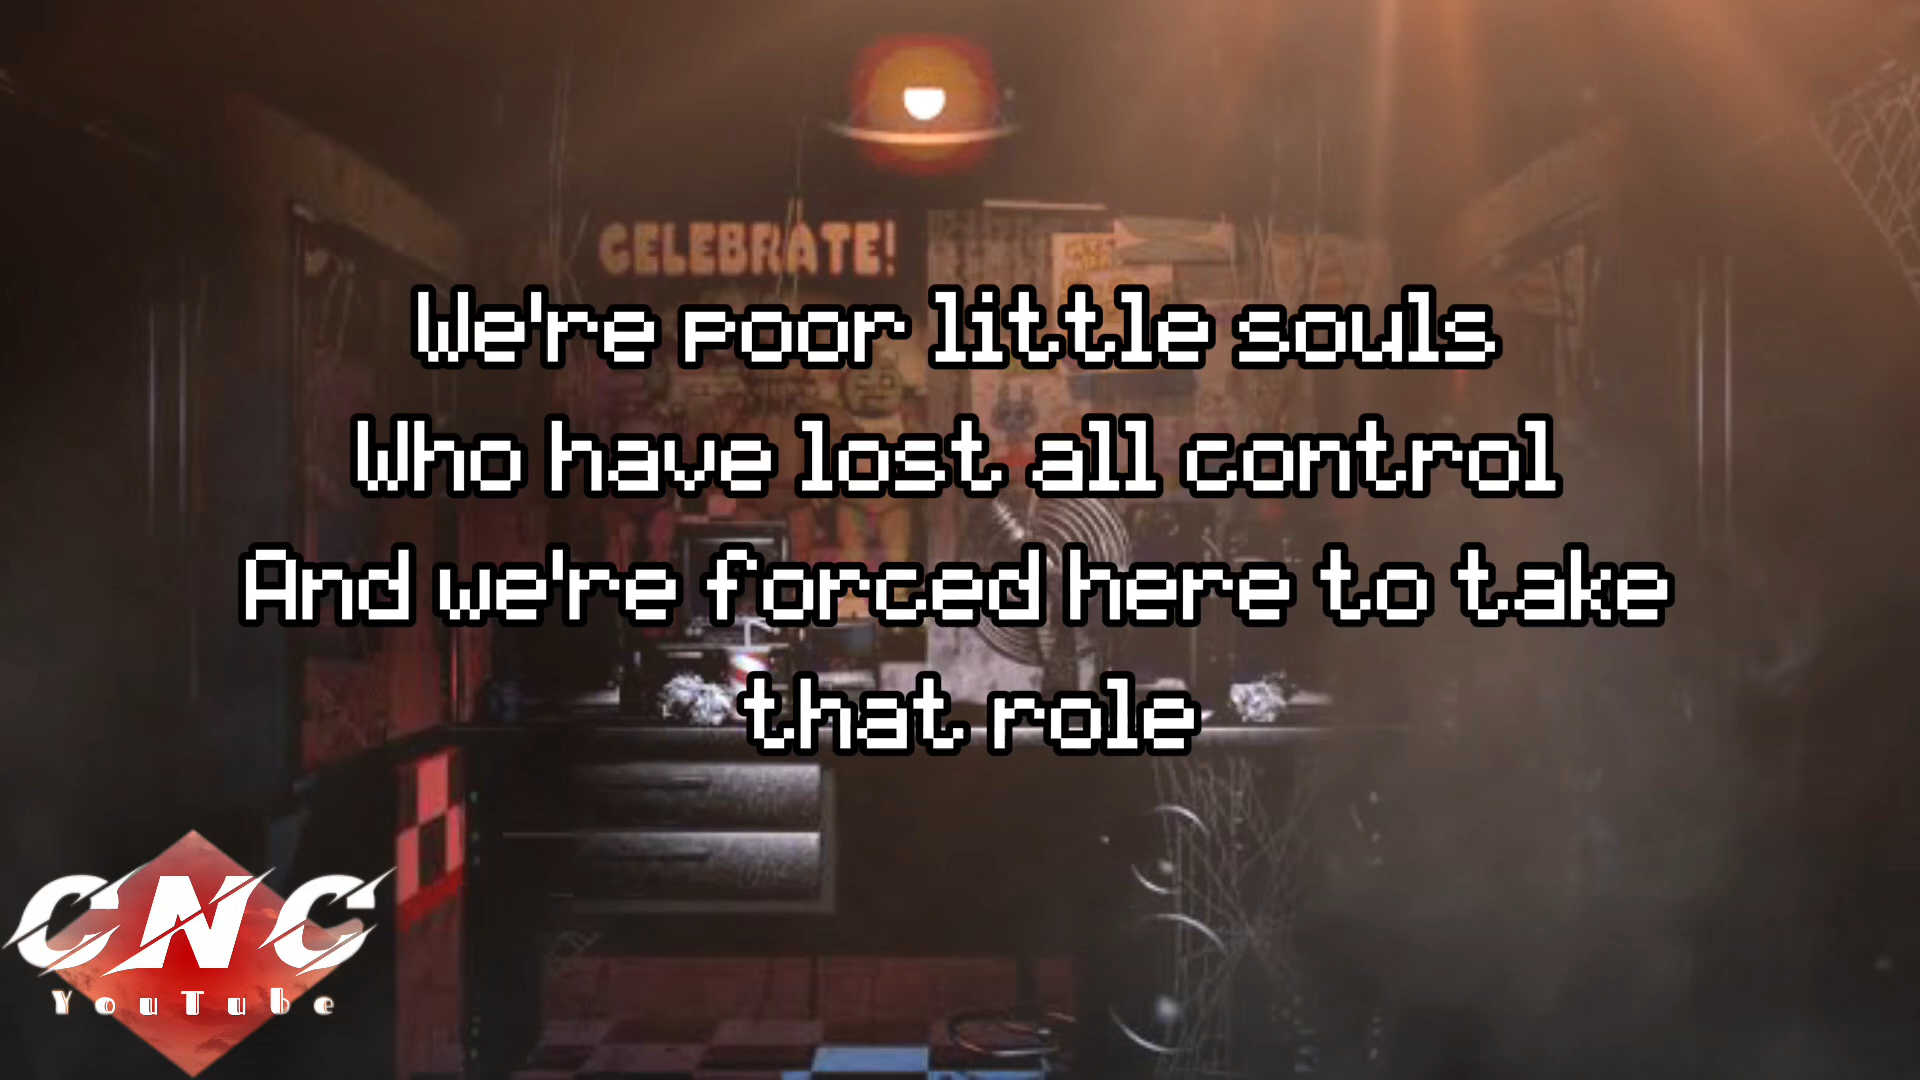 CELEBRATE!
We're poor little souls
Who have lost all control
And we're forced here to take
that role
CNC
YouTube